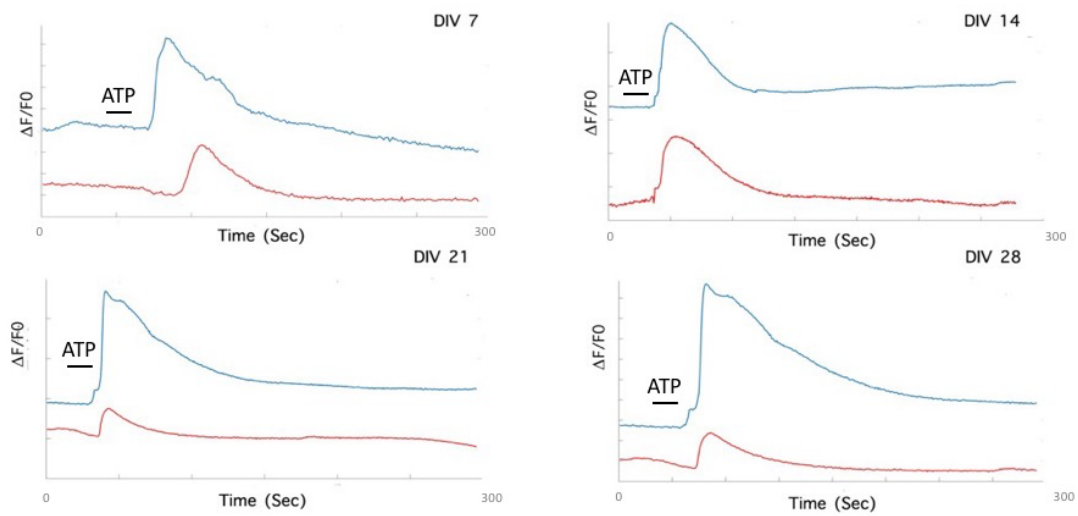 DIV 7
ATP
ΔF/F0
0
Time (Sec)
300
DIV 14
ATP
ΔF/F0
0
Time (Sec)
300
DIV 21
ATP
ΔF/F0
0
Time (Sec)
300
DIV 28
ATP
ΔF/F0
0
Time (Sec)
300